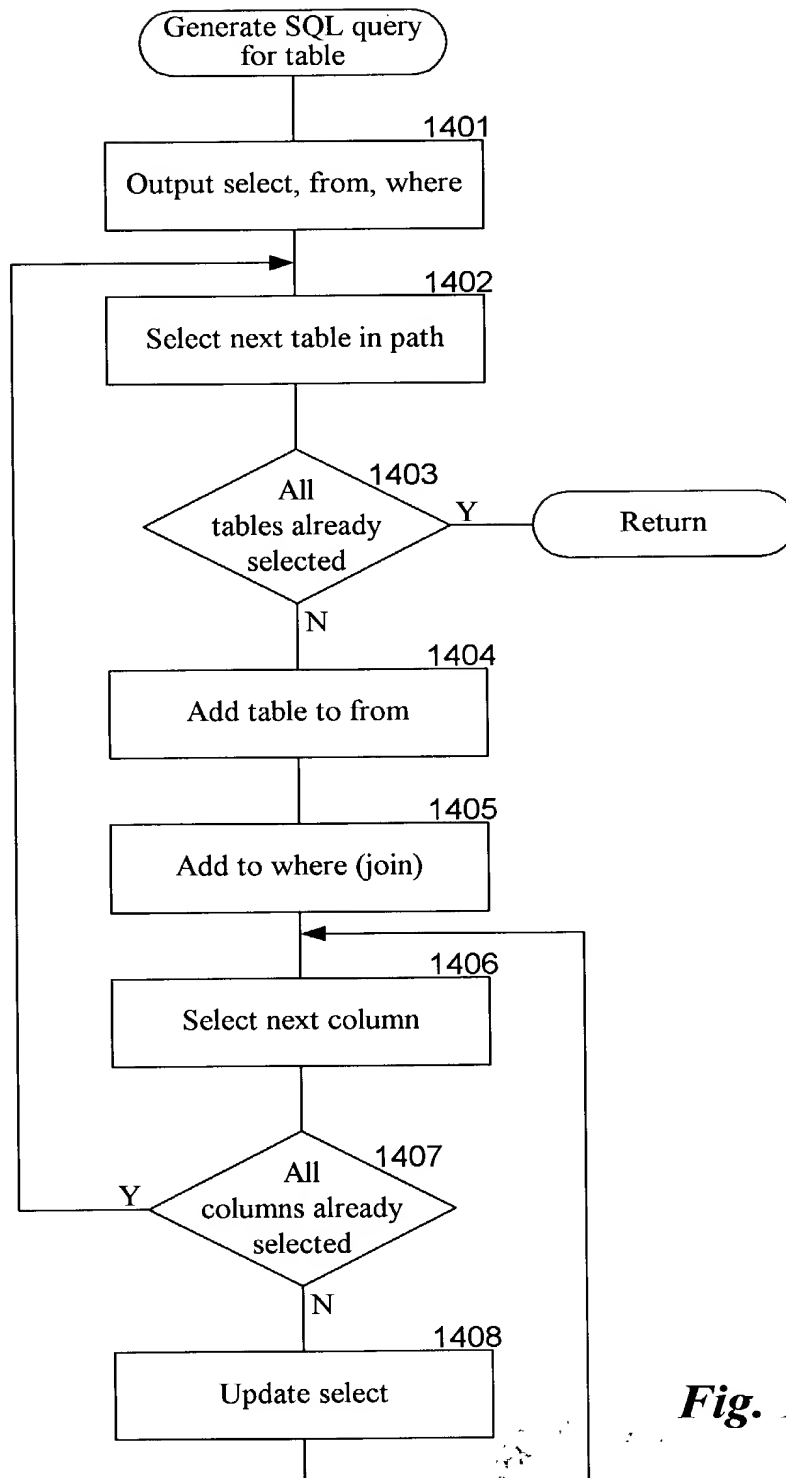 Generate SQL query
for table
1401
Output select, from, where
1402
Select next table in path
1403
All
tables already
selected
Y
Return
N
1404
Add table to from
1405
Add to where (join)
1406
Select next column
1407
All
columns already
selected
Y
N
1408
Update select
Fig.